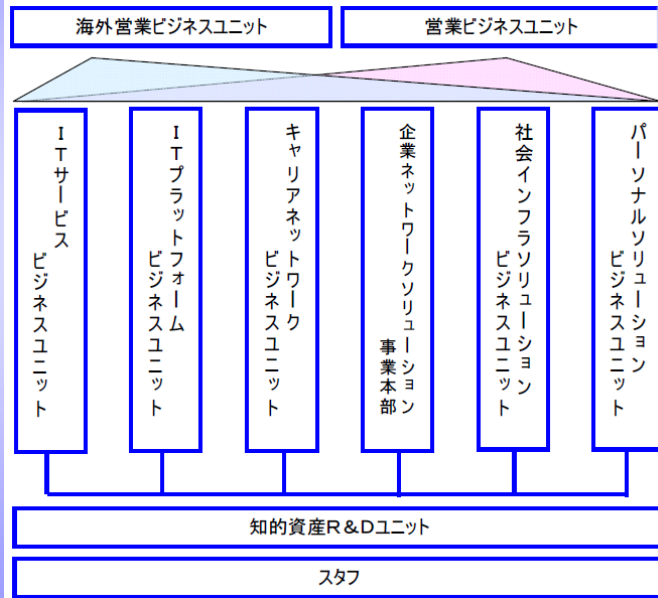 海外営業ビジネスユニット
営業ビジネスユニット
ITサービス
ビジネスユニット
ITプラットフォーム
ビジネスユニット
キャリアネットワーク
ビジネスユニット
企業ネットワークソリューション
事業本部
社会インフラソリューション
ビジネスユニット
パーソナルソリューション
ビジネスユニット
知的資産R&Dユニット
スタフ